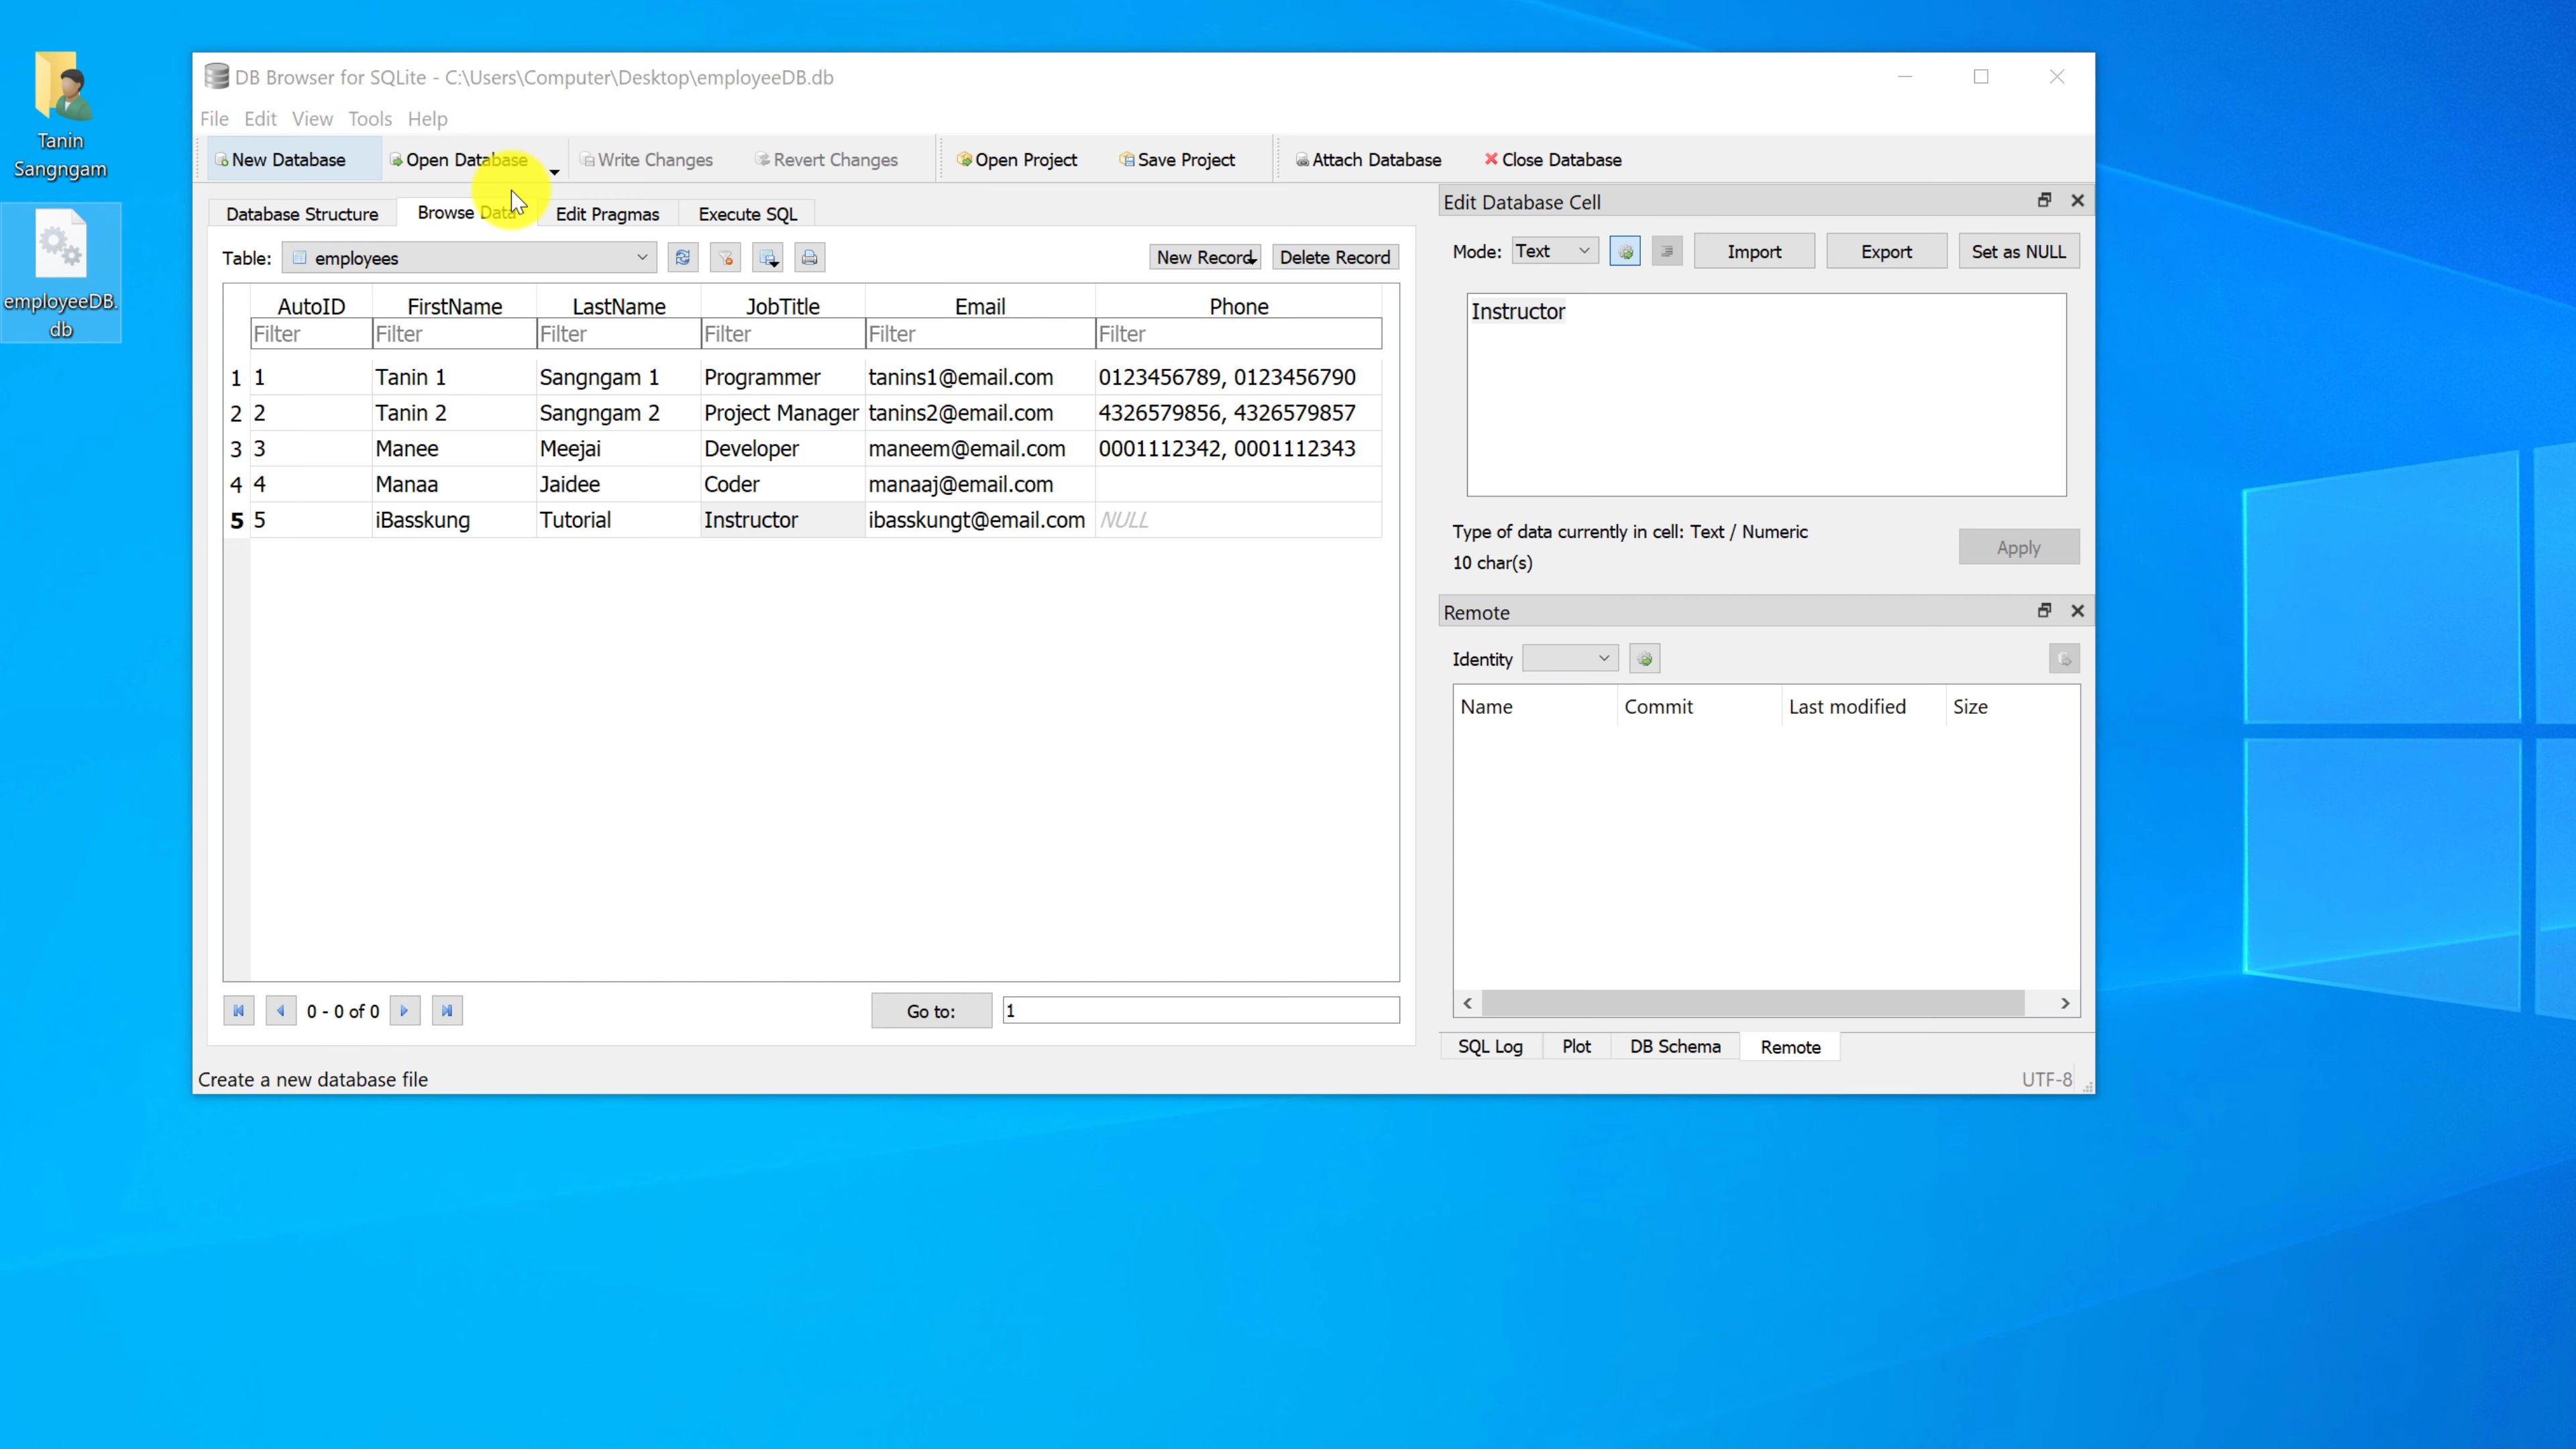 Tanin
Sangngam
employeeDB.
db
DB Browser for SQLite - C:\Users\Computer\Desktop\employeeDB.db
File Edit View Tools Help
New Database Open Database Write Changes Revert Changes Open Project Save Project Attach Database Close Database
Database Structure Browse Data Edit Pragmas Execute SQL
Table: employees New Record Delete Record
AutoID FirstName LastName JobTitle Email Phone
Filter Filter Filter Filter Filter Filter
1 1 Tanin 1 Sangngam 1 Programmer tanins1@email.com 0123456789, 0123456790
2 2 Tanin 2 Sangngam 2 Project Manager tanins2@email.com 4326579856, 4326579857
3 3 Manee Meejai Developer maneem@email.com 0001112342, 0001112343
4 4 Manaa Jaidee Coder manaaj@email.com
5 5 iBasskung Tutorial Instructor ibasskungt@email.com NULL
0 - 0 of 0 Go to: 1
Create a new database file
Edit Database Cell
Mode: Text Import Export Set as NULL
Instructor
Type of data currently in cell: Text / Numeric
10 char(s)
Apply
Remote
Identity
Name Commit Last modified Size
SQL Log Plot DB Schema Remote
UTF-8